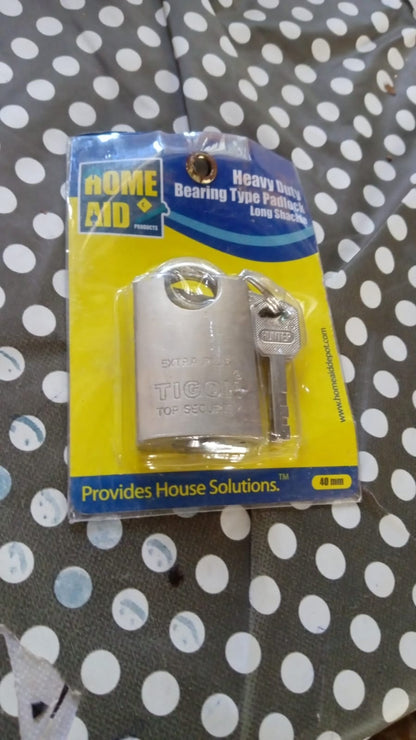 HOME
AID
PRODUCTS
Heavy Duty
Bearing Type Padlock
Long Shackle
TOP SECURITY
www.homeaiddepot.com
Provides House Solutions.™
40 mm